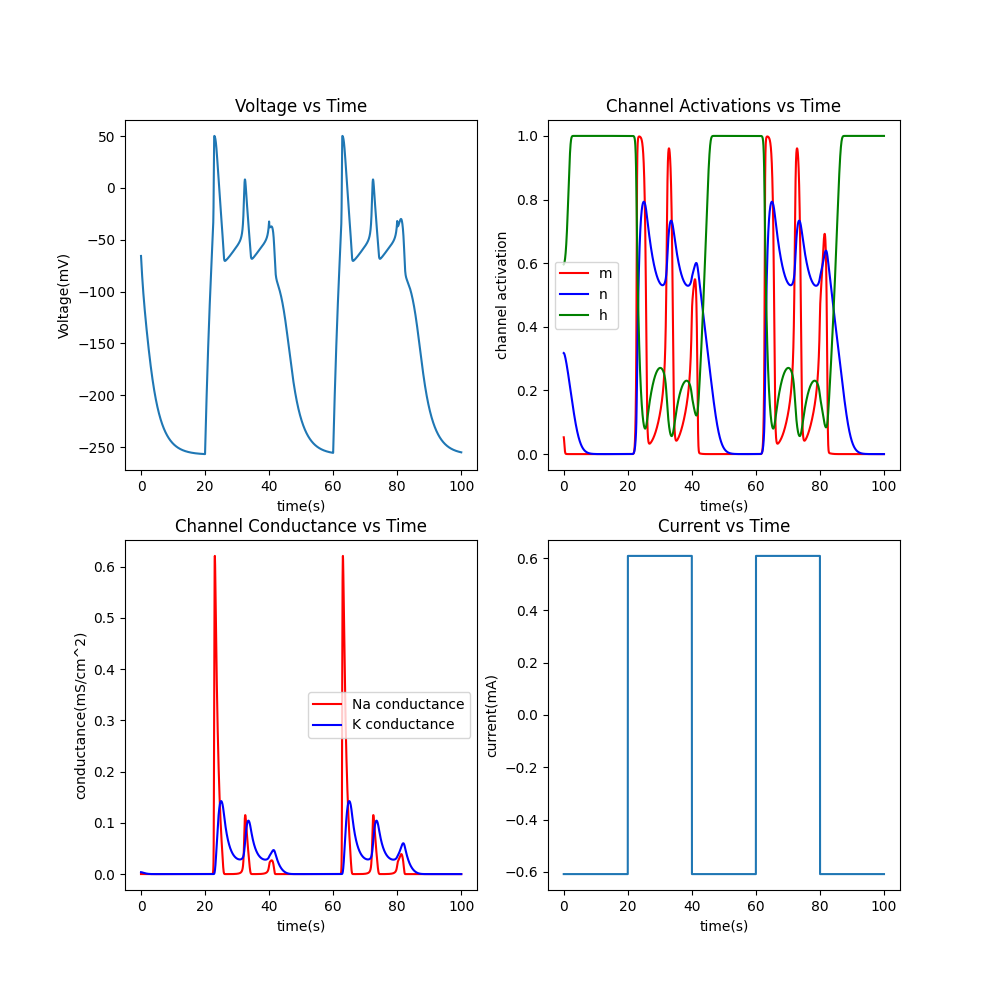 Voltage vs Time
50
0
−50
−100
−150
−200
−250
Voltage(mV)
0 20 40 60 80 100
time(s)
Channel Activations vs Time
1.0
0.8
0.6
0.4
0.2
0.0
channel activation
m
n
h
0 20 40 60 80 100
time(s)
Channel Conductance vs Time
0.6
0.5
0.4
0.3
0.2
0.1
0.0
conductance(mS/cm^2)
Na conductance
K conductance
0 20 40 60 80 100
time(s)
Current vs Time
0.6
0.4
0.2
0.0
−0.2
−0.4
−0.6
current(mA)
0 20 40 60 80 100
time(s)